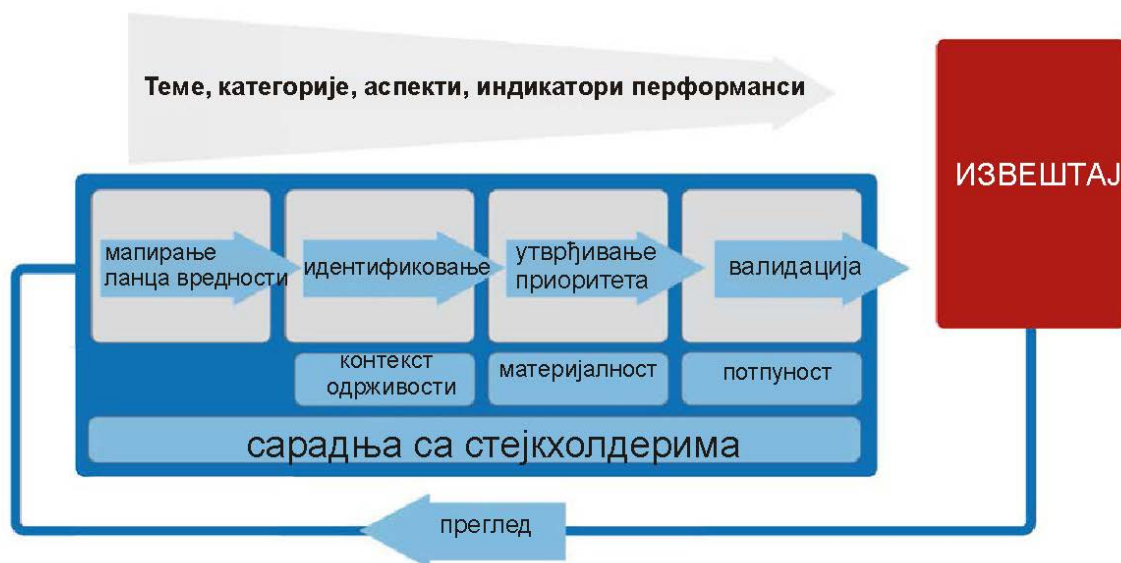 Теме, категорије, аспекти, индикатори перформанси
ИЗВЕШТАЈ
мапирање
ланца вредности
идентификовање
утврђивање
приоритета
валидација
контекст
одрживости
материјалност
потпуност
сарадња са стејкхолдерима
преглед